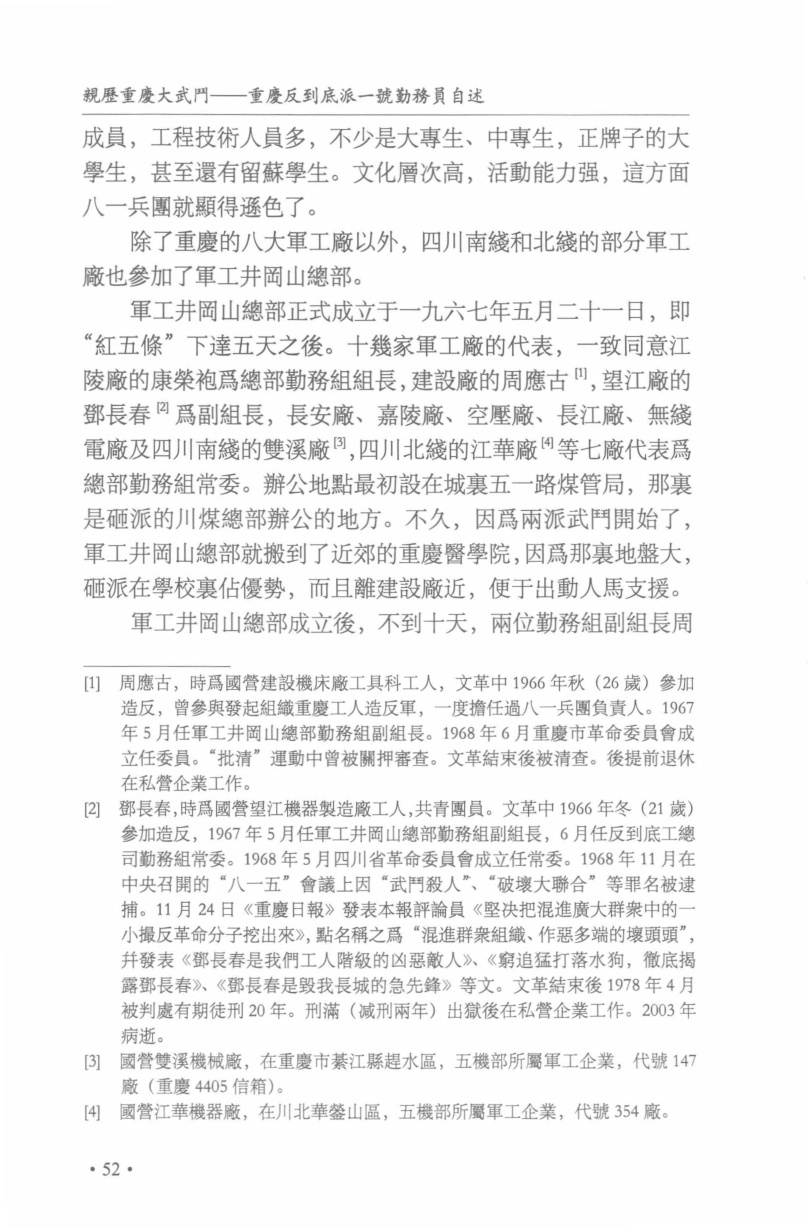 親歷重慶大武鬥——重慶反到底派一號勤務員自述
成員，工程技術人員多，不少是大專生、中專生，正牌子的大
學生，甚至還有留蘇學生。文化層次高，活動能力强，這方面
八一兵團就顯得遜色了。
除了重慶的八大軍工廠以外，四川南綫和北綫的部分軍工
廠也參加了軍工井岡山總部。
軍工井岡山總部正式成立于一九六七年五月二十一日，即
“紅五條”下達五天之後。十幾家軍工廠的代表，一致同意江
陵廠的康榮袍爲總部勤務組組長，建設廠的周應古[1]，望江廠的
鄧長春[2]爲副組長，長安廠、嘉陵廠、空壓廠、長江廠、無綫
電廠及四川南綫的雙溪廠[3]，四川北綫的江華廠[4]等七廠代表爲
總部勤務組常委。辦公地點最初設在城裏五一路煤管局，那裏
是砸派的川煤總部辦公的地方。不久，因爲兩派武鬥開始了，
軍工井岡山總部就搬到了近郊的重慶醫學院，因爲那裏地盤大，
砸派在學校裏佔優勢，而且離建設廠近，便于出動人馬支援。
軍工井岡山總部成立後，不到十天，兩位勤務組副組長周
[1] 周應古，時爲國營建設機床廠工具科工人，文革中 1966 年秋（26 歲）參加
造反，曾參與發起組織重慶工人造反軍，一度擔任過八一兵團負責人。1967
年 5 月任軍工井岡山總部勤務組副組長。1968 年 6 月重慶市革命委員會成
立任委員。“批清”運動中曾被關押審查。文革結束後被清查。後提前退休
在私營企業工作。
[2] 鄧長春，時爲國營望江機器製造廠工人，共青團員。文革中 1966 年冬（21 歲）
參加造反，1967 年 5 月任軍工井岡山總部勤務組副組長，6 月任反到底工總
司勤務組常委。1968 年 5 月四川省革命委員會成立任常委。1968 年 11 月在
中央召開的“八一五”會議上因“武鬥殺人”、“破壞大聯合”等罪名被逮
捕。11 月 24 日《重慶日報》發表本報評論員《堅決把混進廣大群衆中的一
小撮反革命分子挖出來》，點名稱之爲“混進群衆組織、作惡多端的壞頭頭”，
幷發表《鄧長春是我們工人階級的凶惡敵人》、《窮追猛打落水狗，徹底揭
露鄧長春》、《鄧長春是毀我長城的急先鋒》等文。文革結束後 1978 年 4 月
被判處有期徒刑 20 年。刑滿（减刑兩年）出獄後在私營企業工作。2003 年
病逝。
[3] 國營雙溪機械廠，在重慶市綦江縣趕水區，五機部所屬軍工企業，代號 147
廠（重慶 4405 信箱）。
[4] 國營江華機器廠，在川北華鎣山區，五機部所屬軍工企業，代號 354 廠。
• 52 •